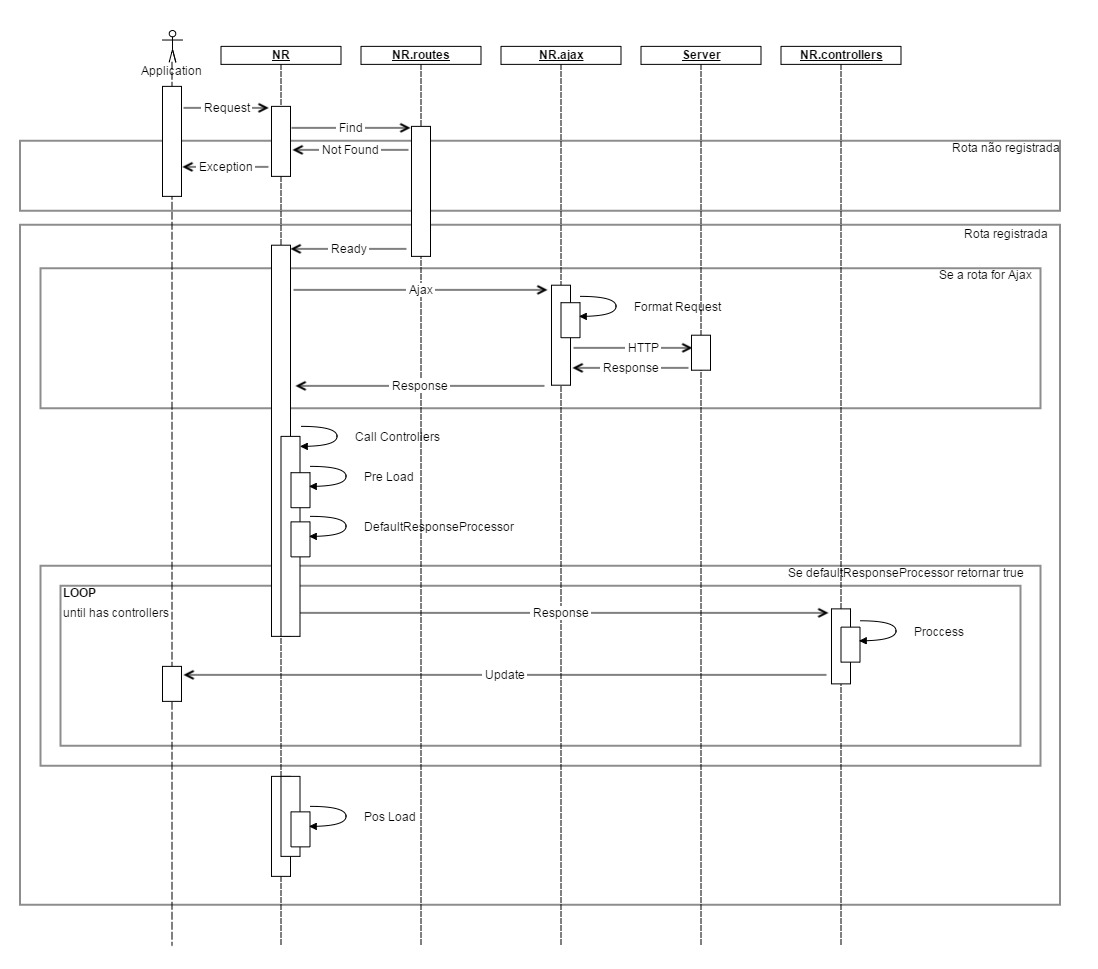 NR
NR.routes
NR.ajax
Server
NR.controllers
Application
Request
Find
Not Found
Rota não registrada
Exception
Rota registrada
Ready
Se a rota for Ajax
Ajax
Format Request
HTTP
Response
Response
Call Controllers
Pre Load
DefaultResponseProcessor
Se defaultResponseProcessor retornar true
LOOP
until has controllers
Response
Proccess
Update
Pos Load